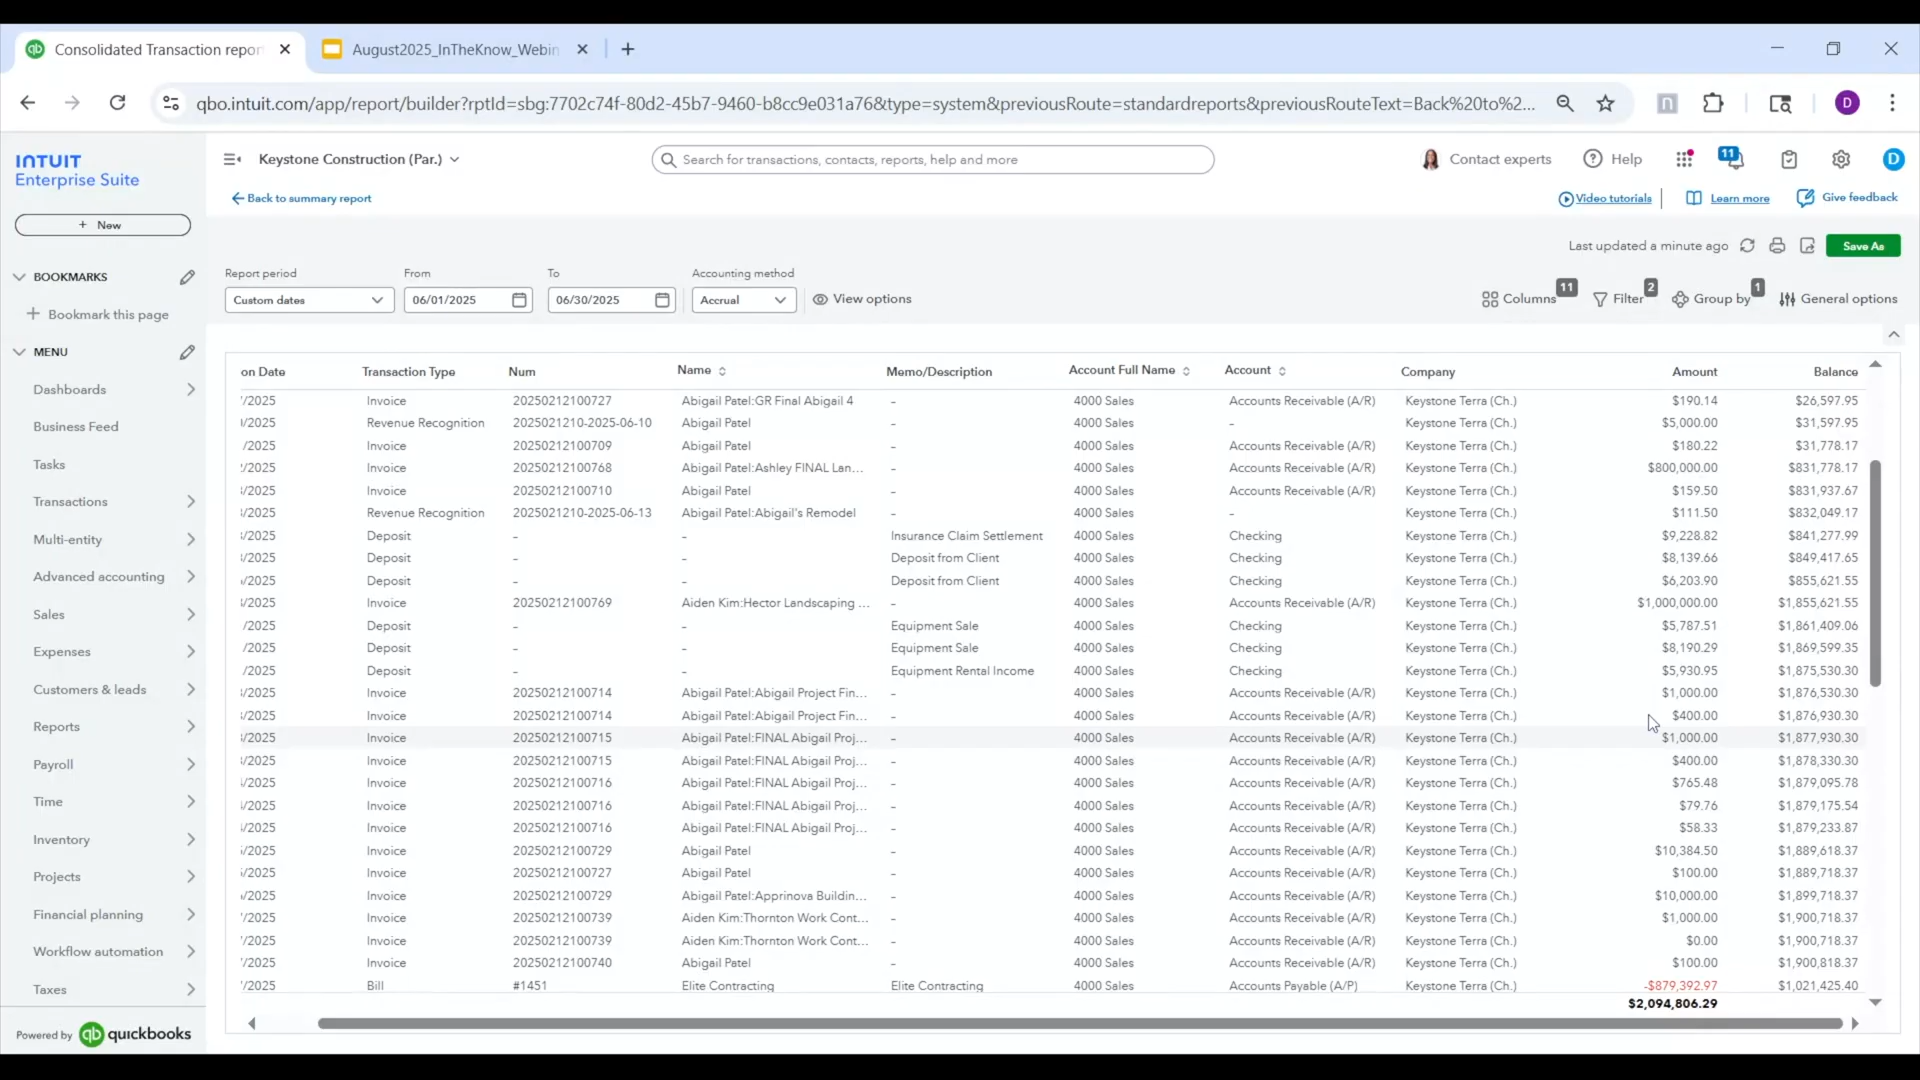 Consolidated Transaction repor
August2025_InTheKnow_Webin
qbo.intuit.com/app/report/builder?rptId=sbg:7702c74f-80d2-45b7-9460-b8cc9e031a76&type=system&previousRoute=standardreports&previousRouteText=Back%20to%2...
D
INTUIT
Enterprise Suite
Keystone Construction (Par.)
Search for transactions, contacts, reports, help and more
Contact experts
Help
11
D
Back to summary report
Video tutorials
Learn more
Give feedback
+ New
Last updated a minute ago
Save As
BOOKMARKS
Bookmark this page
MENU
Dashboards
Business Feed
Tasks
Transactions
Multi-entity
Advanced accounting
Sales
Expenses
Customers & leads
Reports
Payroll
Time
Inventory
Projects
Financial planning
Workflow automation
Taxes
Powered by quickbooks
Report period From To Accounting method
Custom dates 06/01/2025 06/30/2025 Accrual View options
Columns 11 Filter 2 Group by 1 General options
on Date Transaction Type Num Name Memo/Description Account Full Name Account Company Amount Balance
/2025 Invoice 20250212100727 Abigail Patel:GR Final Abigail 4 - 4000 Sales Accounts Receivable (A/R) Keystone Terra (Ch.) $190.14 $26,597.95
/2025 Revenue Recognition 2025021210-2025-06-10 Abigail Patel - 4000 Sales - Keystone Terra (Ch.) $5,000.00 $31,597.95
/2025 Invoice 20250212100709 Abigail Patel - 4000 Sales Accounts Receivable (A/R) Keystone Terra (Ch.) $180.22 $31,778.17
/2025 Invoice 20250212100768 Abigail Patel:Ashley FINAL Lan... - 4000 Sales Accounts Receivable (A/R) Keystone Terra (Ch.) $800,000.00 $831,778.17
/2025 Invoice 20250212100710 Abigail Patel - 4000 Sales Accounts Receivable (A/R) Keystone Terra (Ch.) $159.50 $831,937.67
/2025 Revenue Recognition 2025021210-2025-06-13 Abigail Patel:Abigail's Remodel - 4000 Sales - Keystone Terra (Ch.) $111.50 $832,049.17
/2025 Deposit - - Insurance Claim Settlement 4000 Sales Checking Keystone Terra (Ch.) $9,228.82 $841,277.99
/2025 Deposit - - Deposit from Client 4000 Sales Checking Keystone Terra (Ch.) $8,139.66 $849,417.65
/2025 Deposit - - Deposit from Client 4000 Sales Checking Keystone Terra (Ch.) $6,203.90 $855,621.55
/2025 Invoice 20250212100769 Aiden Kim:Hector Landscaping ... - 4000 Sales Accounts Receivable (A/R) Keystone Terra (Ch.) $1,000,000.00 $1,855,621.55
/2025 Deposit - - Equipment Sale 4000 Sales Checking Keystone Terra (Ch.) $5,787.51 $1,861,409.06
/2025 Deposit - - Equipment Sale 4000 Sales Checking Keystone Terra (Ch.) $8,190.29 $1,869,599.35
/2025 Deposit - - Equipment Rental Income 4000 Sales Checking Keystone Terra (Ch.) $5,930.95 $1,875,530.30
/2025 Invoice 20250212100714 Abigail Patel:Abigail Project Fin... - 4000 Sales Accounts Receivable (A/R) Keystone Terra (Ch.) $1,000.00 $1,876,530.30
/2025 Invoice 20250212100714 Abigail Patel:Abigail Project Fin... - 4000 Sales Accounts Receivable (A/R) Keystone Terra (Ch.) $400.00 $1,876,930.30
/2025 Invoice 20250212100715 Abigail Patel:FINAL Abigail Proj... - 4000 Sales Accounts Receivable (A/R) Keystone Terra (Ch.) $1,000.00 $1,877,930.30
/2025 Invoice 20250212100715 Abigail Patel:FINAL Abigail Proj... - 4000 Sales Accounts Receivable (A/R) Keystone Terra (Ch.) $400.00 $1,878,330.30
/2025 Invoice 20250212100716 Abigail Patel:FINAL Abigail Proj... - 4000 Sales Accounts Receivable (A/R) Keystone Terra (Ch.) $765.48 $1,879,095.78
/2025 Invoice 20250212100716 Abigail Patel:FINAL Abigail Proj... - 4000 Sales Accounts Receivable (A/R) Keystone Terra (Ch.) $79.76 $1,879,175.54
/2025 Invoice 20250212100716 Abigail Patel:FINAL Abigail Proj... - 4000 Sales Accounts Receivable (A/R) Keystone Terra (Ch.) $58.33 $1,879,233.87
/2025 Invoice 20250212100729 Abigail Patel - 4000 Sales Accounts Receivable (A/R) Keystone Terra (Ch.) $10,384.50 $1,889,618.37
/2025 Invoice 20250212100727 Abigail Patel - 4000 Sales Accounts Receivable (A/R) Keystone Terra (Ch.) $100.00 $1,889,718.37
/2025 Invoice 20250212100729 Abigail Patel:Apprinova Buildin... - 4000 Sales Accounts Receivable (A/R) Keystone Terra (Ch.) $10,000.00 $1,899,718.37
/2025 Invoice 20250212100739 Aiden Kim:Thornton Work Cont... - 4000 Sales Accounts Receivable (A/R) Keystone Terra (Ch.) $1,000.00 $1,900,718.37
/2025 Invoice 20250212100739 Aiden Kim:Thornton Work Cont... - 4000 Sales Accounts Receivable (A/R) Keystone Terra (Ch.) $0.00 $1,900,718.37
/2025 Invoice 20250212100740 Abigail Patel - 4000 Sales Accounts Receivable (A/R) Keystone Terra (Ch.) $100.00 $1,900,818.37
/2025 Bill #1451 Elite Contracting Elite Contracting 4000 Sales Accounts Payable (A/P) Keystone Terra (Ch.) -$879,392.97 $1,021,425.40
$2,094,806.29